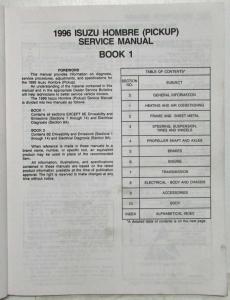 1996 ISUZU HOMBRE (PICKUP)
SERVICE MANUAL
BOOK 1
FOREWORD
This manual provides information on diagnosis,
service procedures, adjustments, and specifications for
the 1996 Isuzu Hombre (Pickup).
An understanding of the material contained in this
manual and in the appropriate Dealer Service Bulletins
will help technicians to better service vehicle owners.
The 1996 Isuzu Hombre (Pickup) Service Manual
is divided into two manuals as follows:
• BOOK 1
Contains all sections EXCEPT 6E Driveability and
Emissions (Section 1 through 14) and Electrical
Diagnosis (Section 8A).
• BOOK 2
Contains 6E Driveability and Emissions (Section
1 through 14) and Electrical Diagnosis (Section
8A).
When reference is made in those manuals to a
brand name, number, or specific tool, an equivalent
product may be used in place of the recommended
item.
All information, illustrations, and specifications
contained in these manuals are based on the latest
product information available at the time of publication
approval. The right is reserved to make changes at any
time without notice.
TABLE OF CONTENTS*
SECTION NO. SUBJECT
0 GENERAL INFORMATION
1 HEATING AND AIR CONDITIONING
2 FRAME AND SHEET METAL
3 STEERING, SUSPENSION, TIRES AND WHEELS
4 PROPELLER SHAFT AND AXLES
5 BRAKES
6 ENGINE
7 TRANSMISSION
8 ELECTRICAL - BODY AND CHASSIS
9 ACCESSORIES
10 BODY
INDEX ALPHABETICAL INDEX
*A detailed table of contents is on the next page.